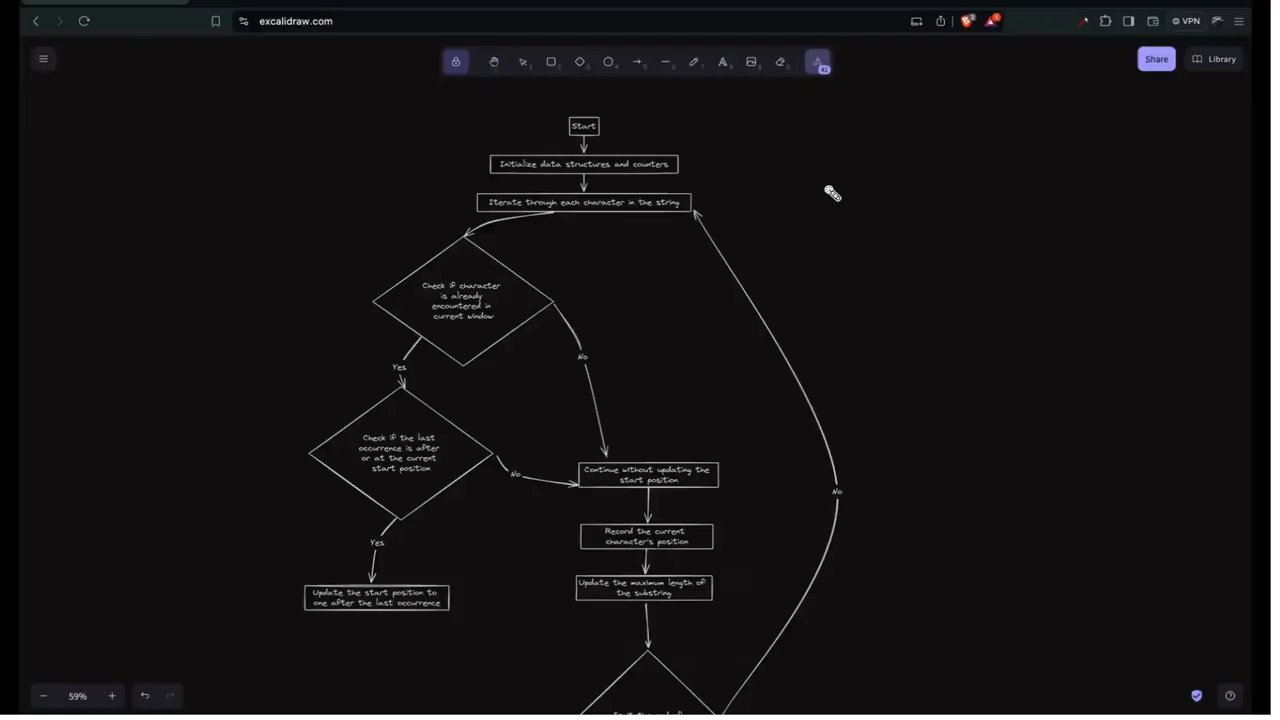 excalidraw.com
2
1
VPN
Share
Library
Start
Initialize data structures and counters
Iterate through each character in the string
Check if character
is already
encountered in
current window
No
Yes
Check if the last
occurrence is after
or at the current
start position
Continue without updating the
start position
No
No
Record the current
character's position
Yes
Update the maximum length of
the substring
Update the start position to
one after the last occurrence
59%